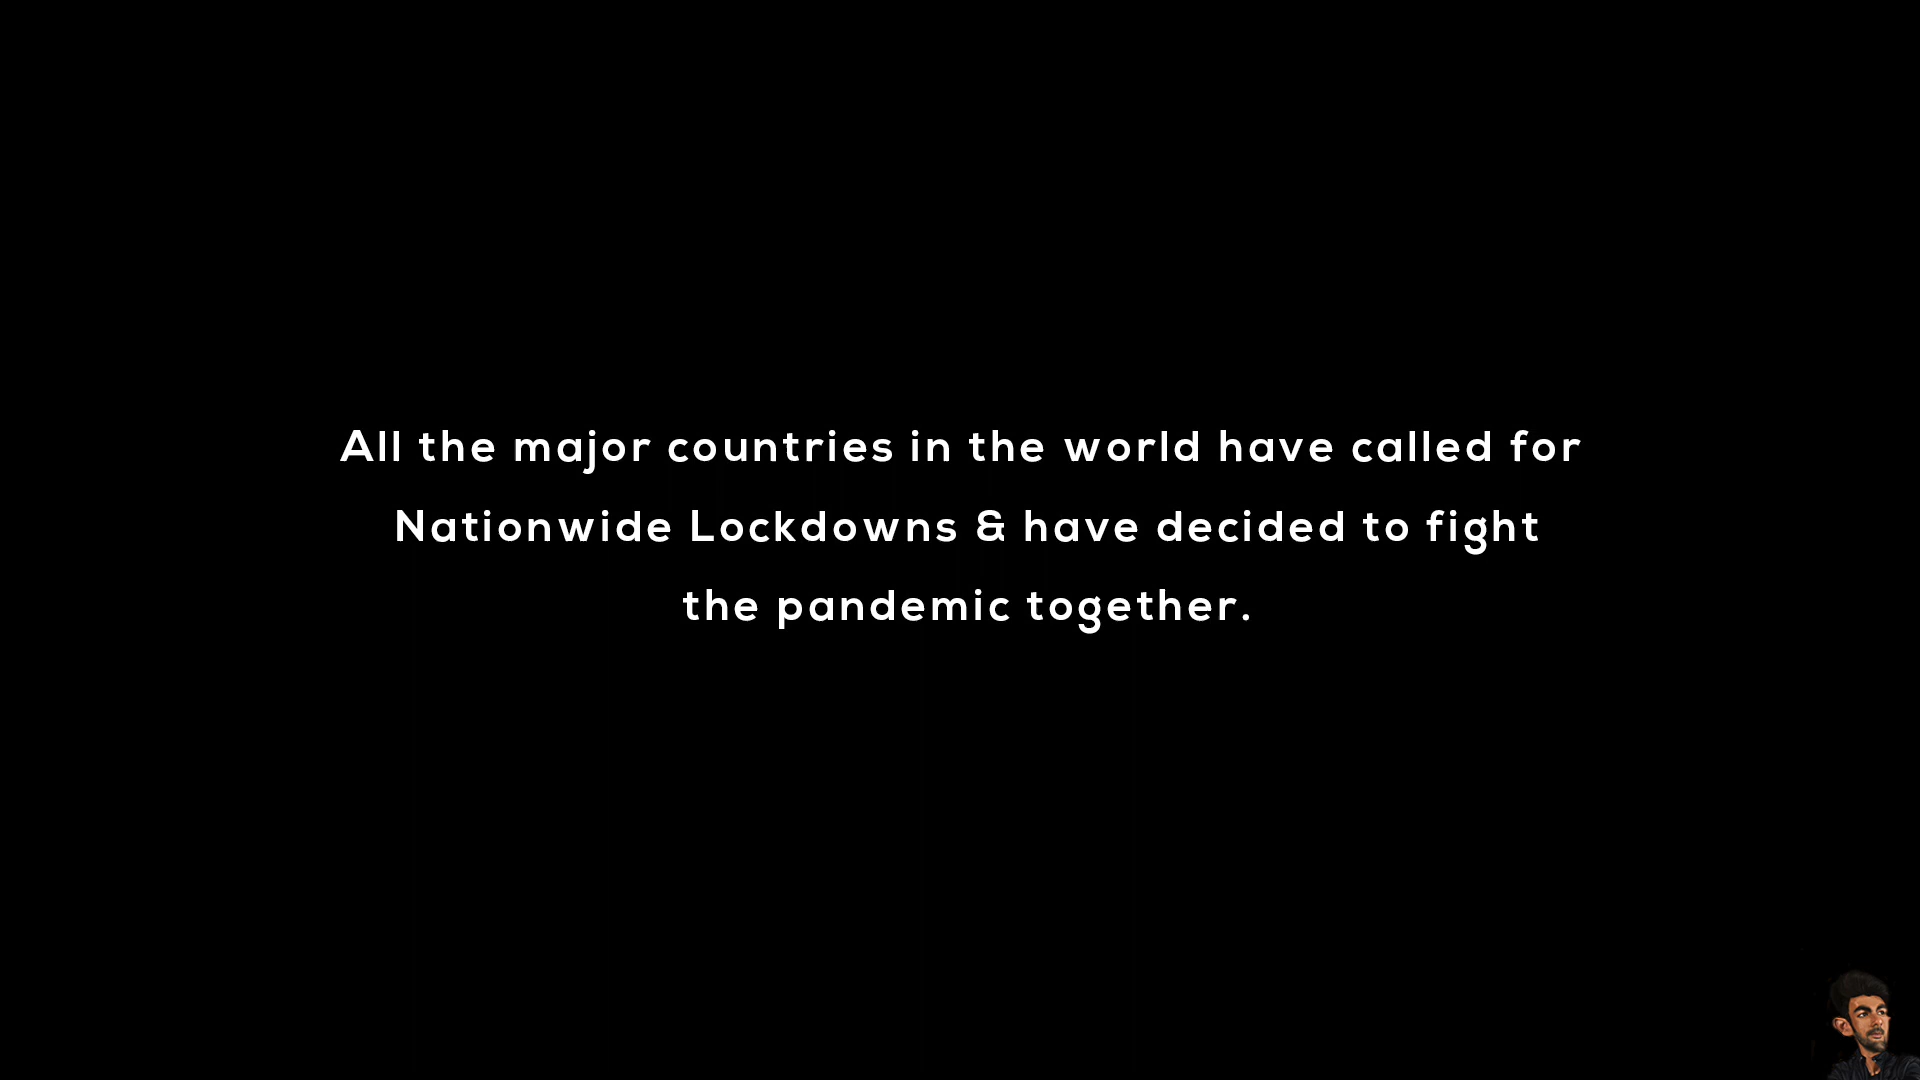 All the major countries in the world have called for
Nationwide Lockdowns & have decided to fight
the pandemic together.